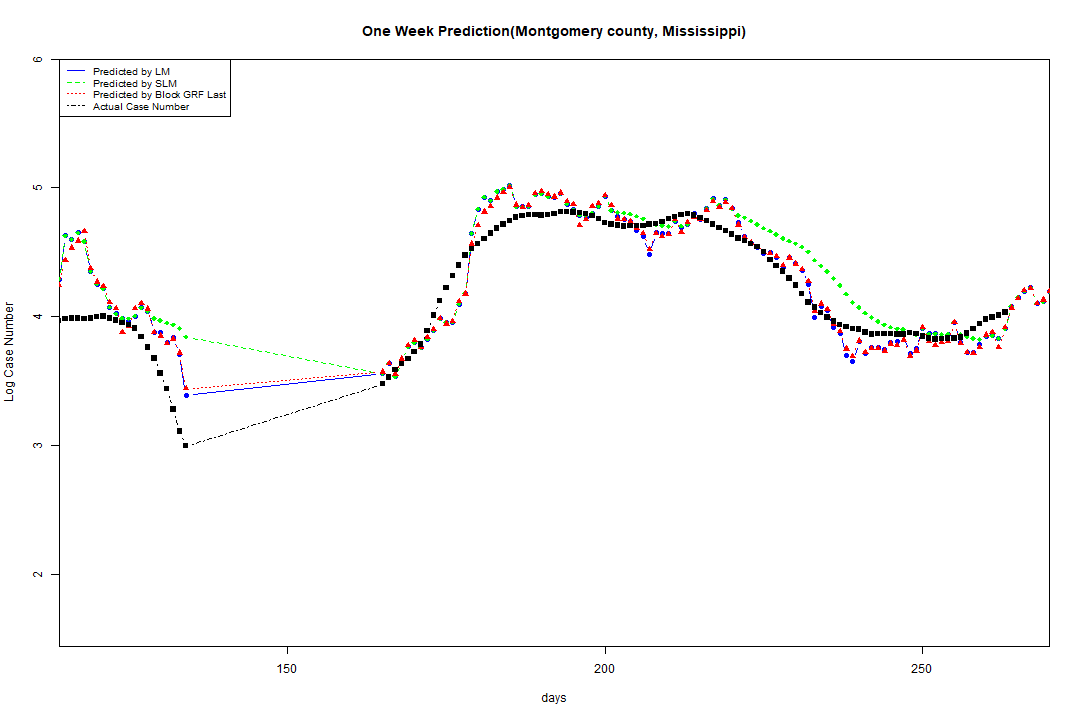 One Week Prediction(Montgomery county, Mississippi)
Predicted by LM
Predicted by SLM
Predicted by Block GRF Last
Actual Case Number
6
5
4
3
2
Log Case Number
150 200 250
days